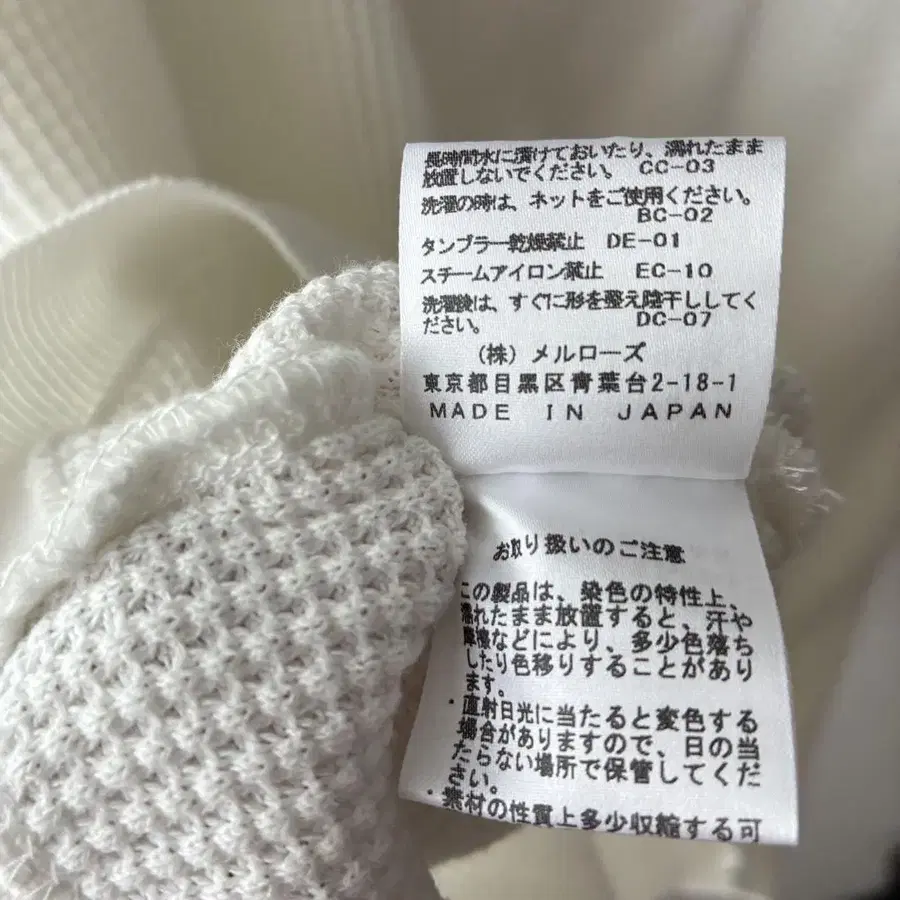 長時間水に漬けておいたり、濡れたまま
放置しないでください。 CC-03
洗濯の時は、ネットをご使用ください。
BC-02
タンブラー乾燥禁止 DE-01
スチームアイロン禁止 EC-10
洗濯後は、すぐに形を整え陰干ししてく
ださい。 DC-07
(株) メルローズ
東京都目黒区青葉台2-18-1
MADE IN JAPAN
お取り扱いのご注意
この製品は、染色の特性上、
濡れたまま放置すると、汗や
摩擦などにより、多少色落ち
したり色移りすることがあり
ます。
・直射日光に当たると変色する
場合がありますので、日の当
たらない場所で保管してくだ
さい。
・素材の性質上多少収縮する可